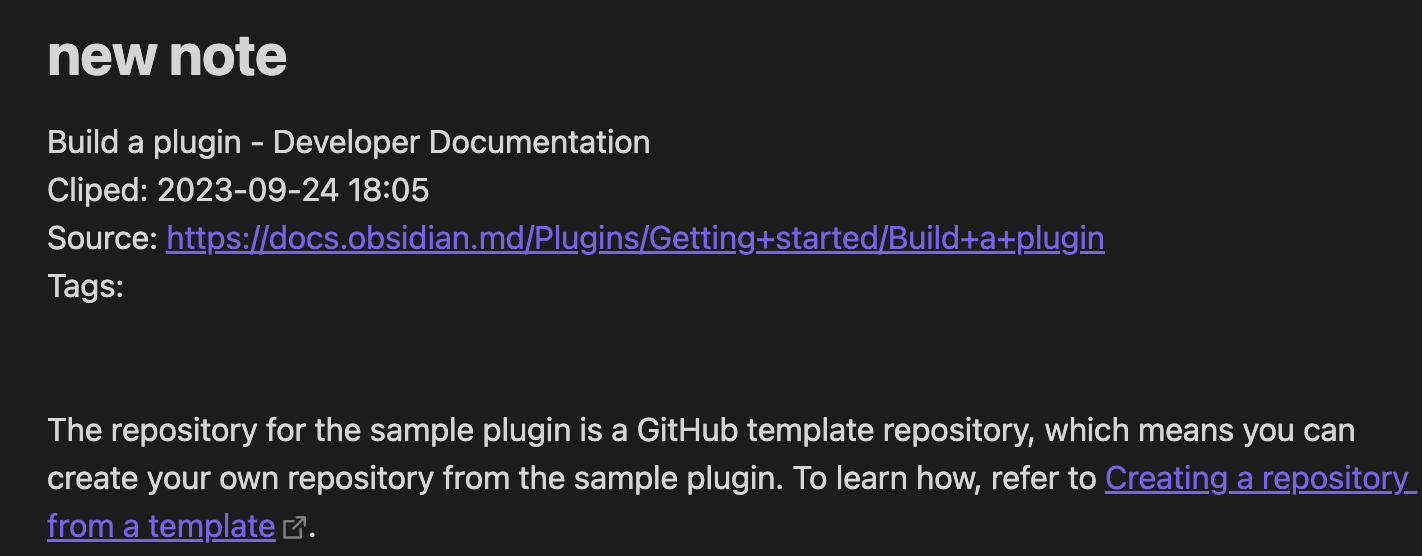 new note
Build a plugin - Developer Documentation
Cliped: 2023-09-24 18:05
Source: https://docs.obsidian.md/Plugins/Getting+started/Build+a+plugin
Tags:
The repository for the sample plugin is a GitHub template repository, which means you can
create your own repository from the sample plugin. To learn how, refer to Creating a repository
from a template.